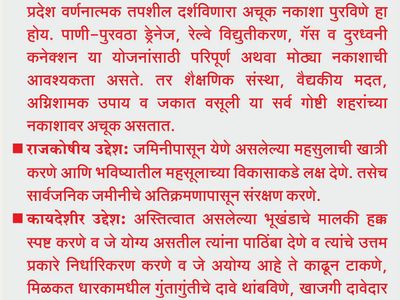 प्रदेश वर्णनात्मक तपशील दर्शविणारा अचूक नकाशा पुरविणे हा
होय. पाणी-पुरवठा ड्रेनेज, रेल्वे विद्युतीकरण, गॅस व दुरध्वनी
कनेक्शन या योजनांसाठी परिपूर्ण अथवा मोठ्या नकाशाची
आवश्यकता असते. तर शैक्षणिक संस्था, वैद्यकीय मदत,
अग्निशामक उपाय व जकात वसूली या सर्व गोष्टी शहरांच्या
नकाशावर अचूक असतात.
■ राजकोषीय उद्देश: जमिनीपासून येणे असलेल्या महसुलाची खात्री
करणे आणि भविष्यातील महसूलाच्या विकासाकडे लक्ष देणे. तसेच
सार्वजनिक जमीनीचे अतिक्रमणापासून संरक्षण करणे.
■ कायदेशीर उद्देश: अस्तित्वात असलेल्या भूखंडाचे मालकी हक्क
स्पष्ट करणे व जे योग्य असतील त्यांना पाठिंबा देणे व त्यांचे उत्तम
प्रकारे निर्धारिकरण करणे व जे अयोग्य आहे ते काढून टाकणे,
मिळकत धारकामधील गुंतागुंतीचे दावे थांबविणे, खाजगी दावेदार